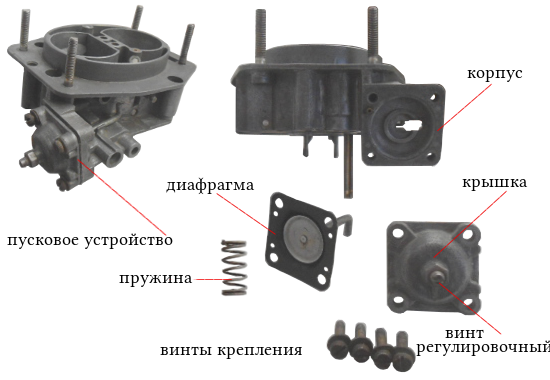 корпус
крышка
диафрагма
пусковое устройство
пружина
винт
регулировочный
винты крепления